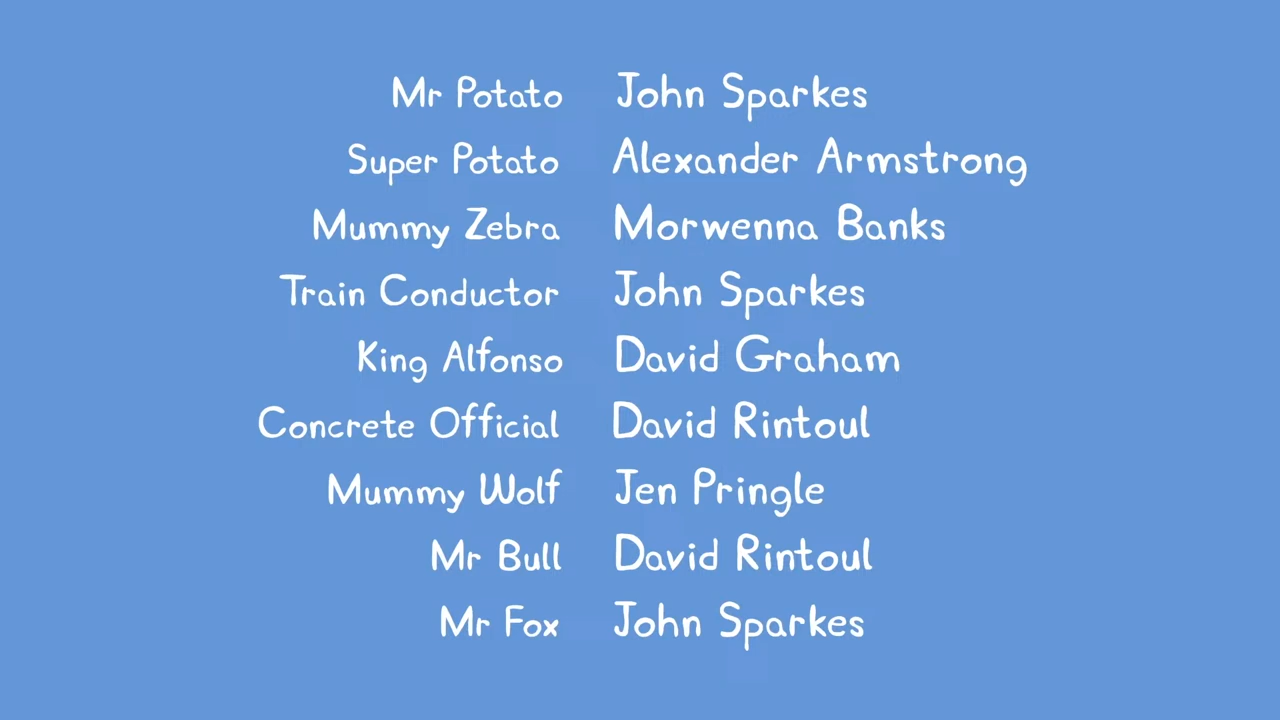 Mr Potato John Sparkes
Super Potato Alexander Armstrong
Mummy Zebra Morwenna Banks
Train Conductor John Sparkes
King Alfonso David Graham
Concrete Official David Rintoul
Mummy Wolf Jen Pringle
Mr Bull David Rintoul
Mr Fox John Sparkes